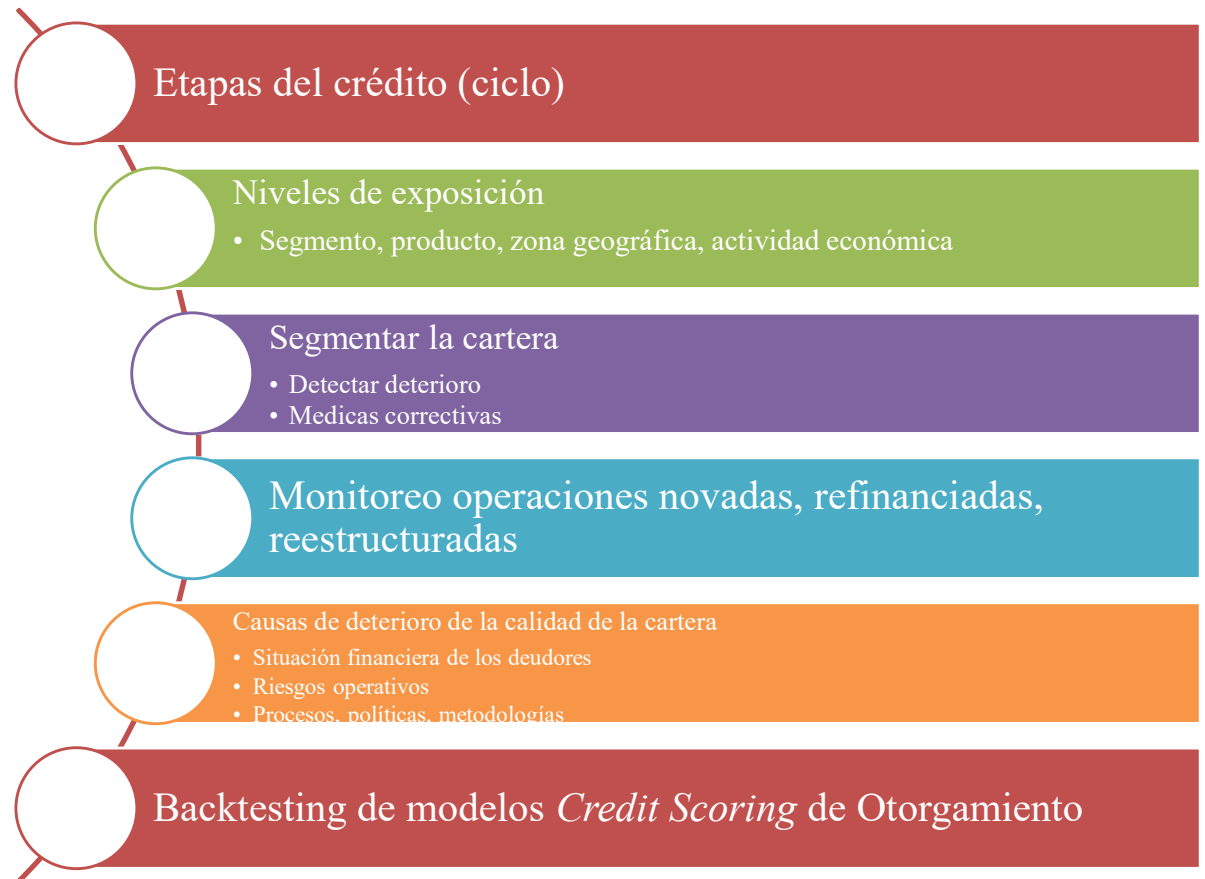 Etapas del crédito (ciclo)
Niveles de exposición
• Segmento, producto, zona geográfica, actividad económica
Segmentar la cartera
• Detectar deterioro
• Medicas correctivas
Monitoreo operaciones novadas, refinanciadas,
reestructuradas
Causas de deterioro de la calidad de la cartera
• Situación financiera de los deudores
• Riesgos operativos
• Procesos, políticas, metodologías
Backtesting de modelos Credit Scoring de Otorgamiento